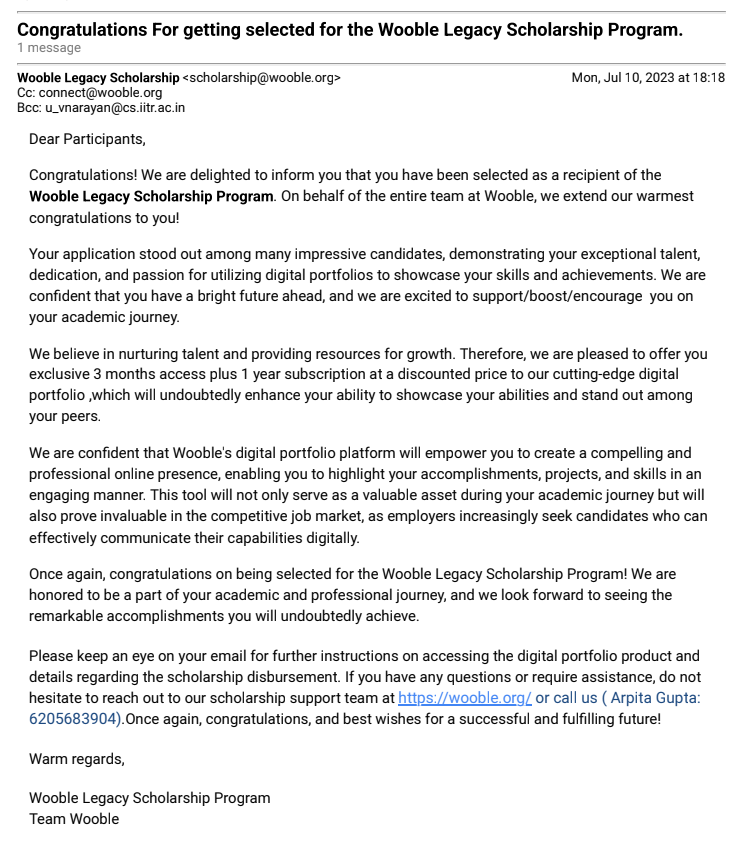 Congratulations For getting selected for the Wooble Legacy Scholarship Program.
1 message
Wooble Legacy Scholarship <scholarship@wooble.org> Mon, Jul 10, 2023 at 18:18
Cc: connect@wooble.org
Bcc: u_vnarayan@cs.iitr.ac.in
Dear Participants,
Congratulations! We are delighted to inform you that you have been selected as a recipient of the
Wooble Legacy Scholarship Program. On behalf of the entire team at Wooble, we extend our warmest
congratulations to you!
Your application stood out among many impressive candidates, demonstrating your exceptional talent,
dedication, and passion for utilizing digital portfolios to showcase your skills and achievements. We are
confident that you have a bright future ahead, and we are excited to support/boost/encourage  you on
your academic journey.
We believe in nurturing talent and providing resources for growth. Therefore, we are pleased to offer you
exclusive 3 months access plus 1 year subscription at a discounted price to our cutting-edge digital
portfolio ,which will undoubtedly enhance your ability to showcase your abilities and stand out among
your peers.
We are confident that Wooble's digital portfolio platform will empower you to create a compelling and
professional online presence, enabling you to highlight your accomplishments, projects, and skills in an
engaging manner. This tool will not only serve as a valuable asset during your academic journey but will
also prove invaluable in the competitive job market, as employers increasingly seek candidates who can
effectively communicate their capabilities digitally.
Once again, congratulations on being selected for the Wooble Legacy Scholarship Program! We are
honored to be a part of your academic and professional journey, and we look forward to seeing the
remarkable accomplishments you will undoubtedly achieve.
Please keep an eye on your email for further instructions on accessing the digital portfolio product and
details regarding the scholarship disbursement. If you have any questions or require assistance, do not
hesitate to reach out to our scholarship support team at https://wooble.org/ or call us ( Arpita Gupta:
6205683904).Once again, congratulations, and best wishes for a successful and fulfilling future!
Warm regards,
Wooble Legacy Scholarship Program
Team Wooble